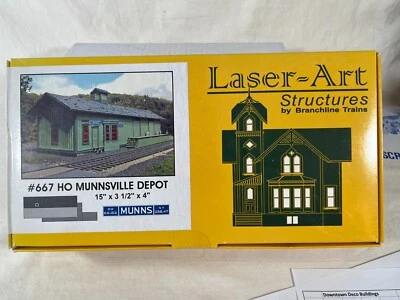 Laser-Art
Structures
by Branchline Trains
#667 HO MUNNSVILLE DEPOT
15" x 3 1/2" x 4"
MUNNS
Downtown Deco Buildings